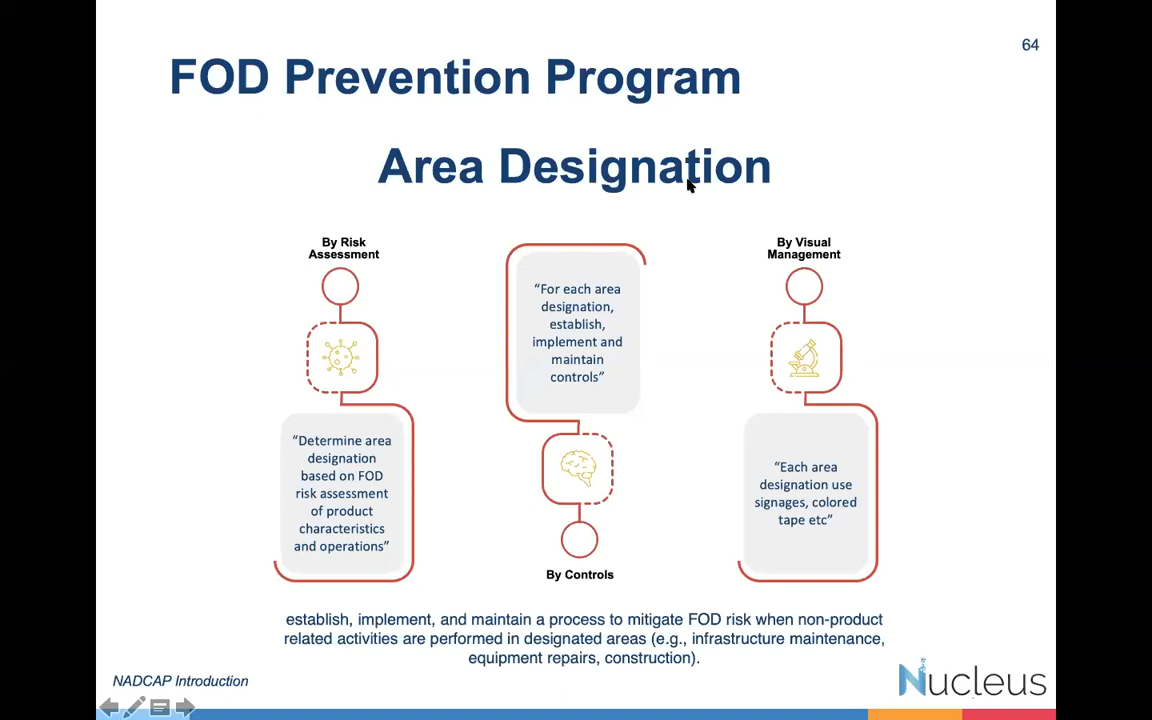 64
FOD Prevention Program
Area Designation
By Risk
Assessment
“Determine area
designation
based on FOD
risk assessment
of product
characteristics
and operations”
“For each area
designation,
establish,
implement and
maintain
controls”
By Controls
By Visual
Management
“Each area
designation use
signages, colored
tape etc”
establish, implement, and maintain a process to mitigate FOD risk when non-product
related activities are performed in designated areas (e.g., infrastructure maintenance,
equipment repairs, construction).
NADCAP Introduction
Nucleus